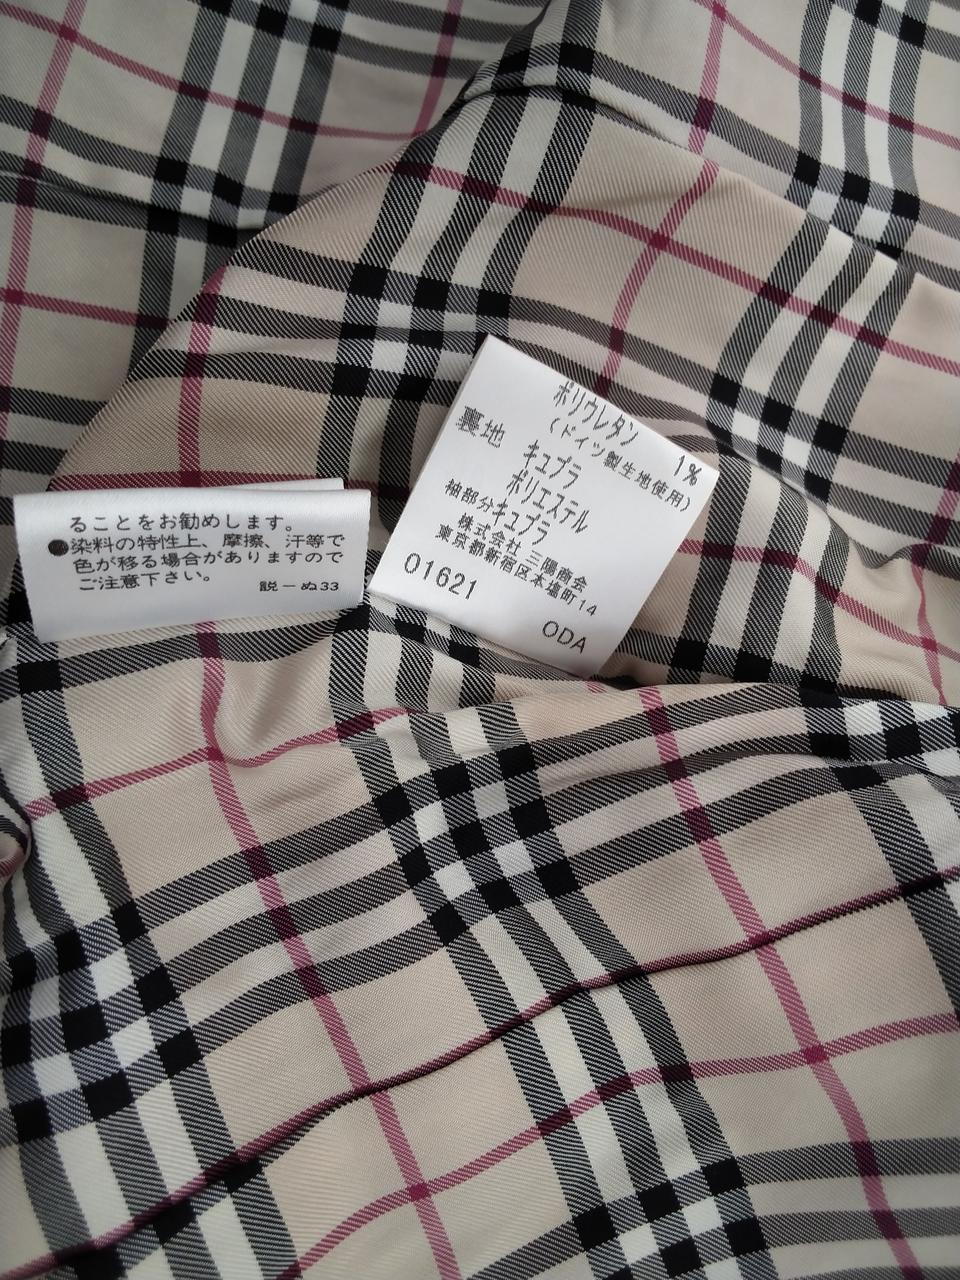 ることをお勧めします。
●染料の特性上、摩擦、汗等で
色が移る場合がありますので
ご注意下さい。
説－ぬ33
ポリウレタン 1%
(ドイツ製生地使用)
裏地 キュプラ
ポリエステル
袖部分キュプラ
株式会社 三陽商会
東京都新宿区本塩町14
01621
ODA